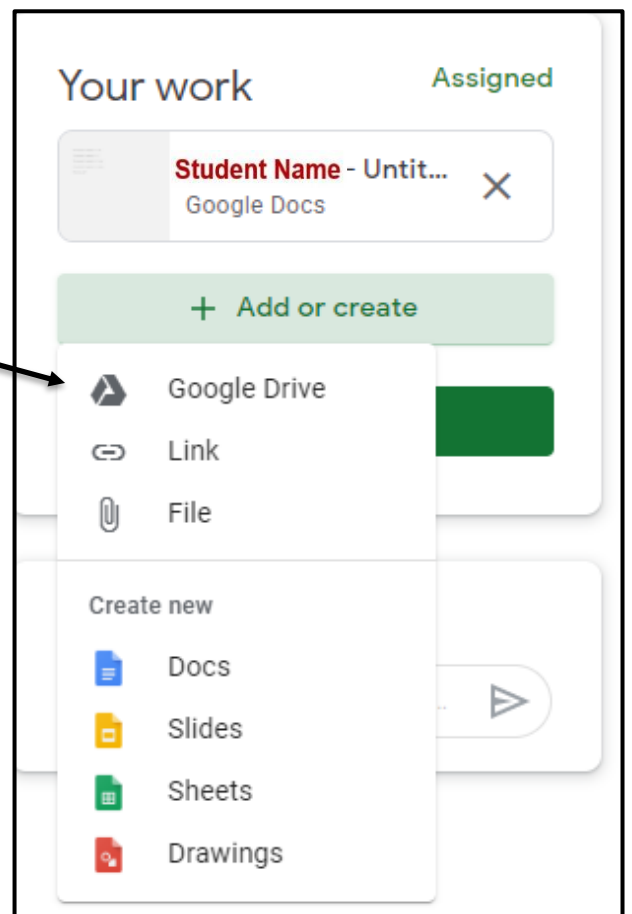 Your work Assigned
Student Name - Untit...
Google Docs
+ Add or create
Google Drive
Link
File
Create new
Docs
Slides
Sheets
Drawings